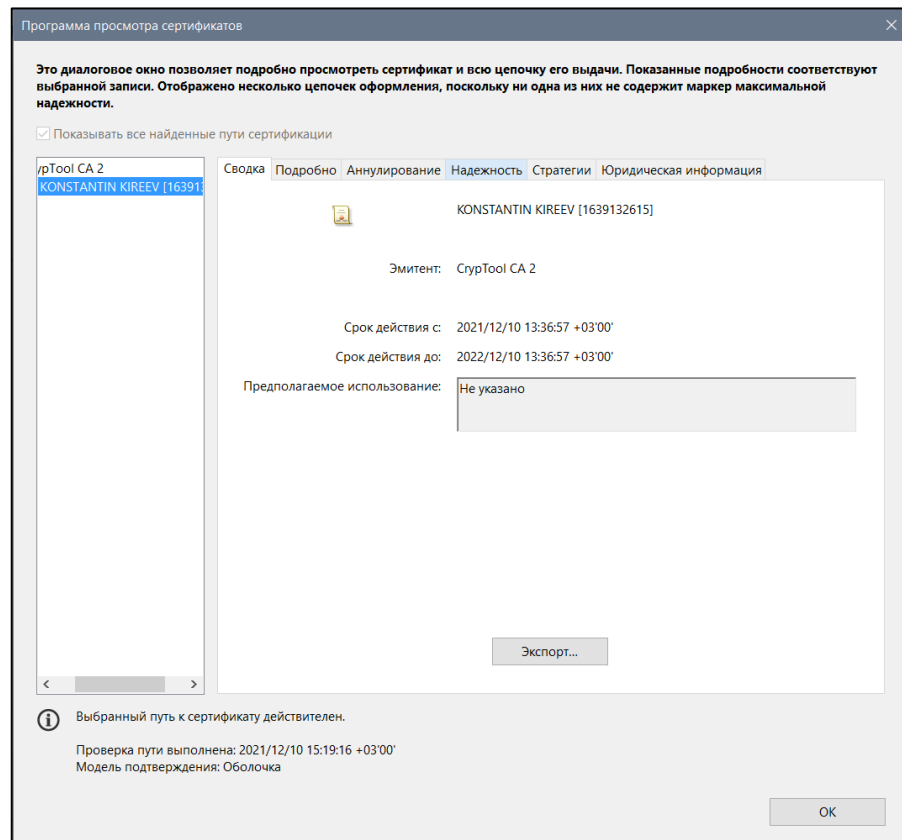 Программа просмотра сертификатов
Это диалоговое окно позволяет подробно просмотреть сертификат и всю цепочку его выдачи. Показанные подробности соответствуют
выбранной записи. Отображено несколько цепочек оформления, поскольку ни одна из них не содержит маркер максимальной
надежности.
Показывать все найденные пути сертификации
ypTool CA 2
KONSTANTIN KIREEV [16391
Сводка Подробно Аннулирование Надежность Стратегии Юридическая информация
KONSTANTIN KIREEV [1639132615]
Эмитент: CrypTool CA 2
Срок действия с: 2021/12/10 13:36:57 +03'00'
Срок действия до: 2022/12/10 13:36:57 +03'00'
Предполагаемое использование: Не указано
Экспорт...
Выбранный путь к сертификату действителен.
Проверка пути выполнена: 2021/12/10 15:19:16 +03'00'
Модель подтверждения: Оболочка
OK